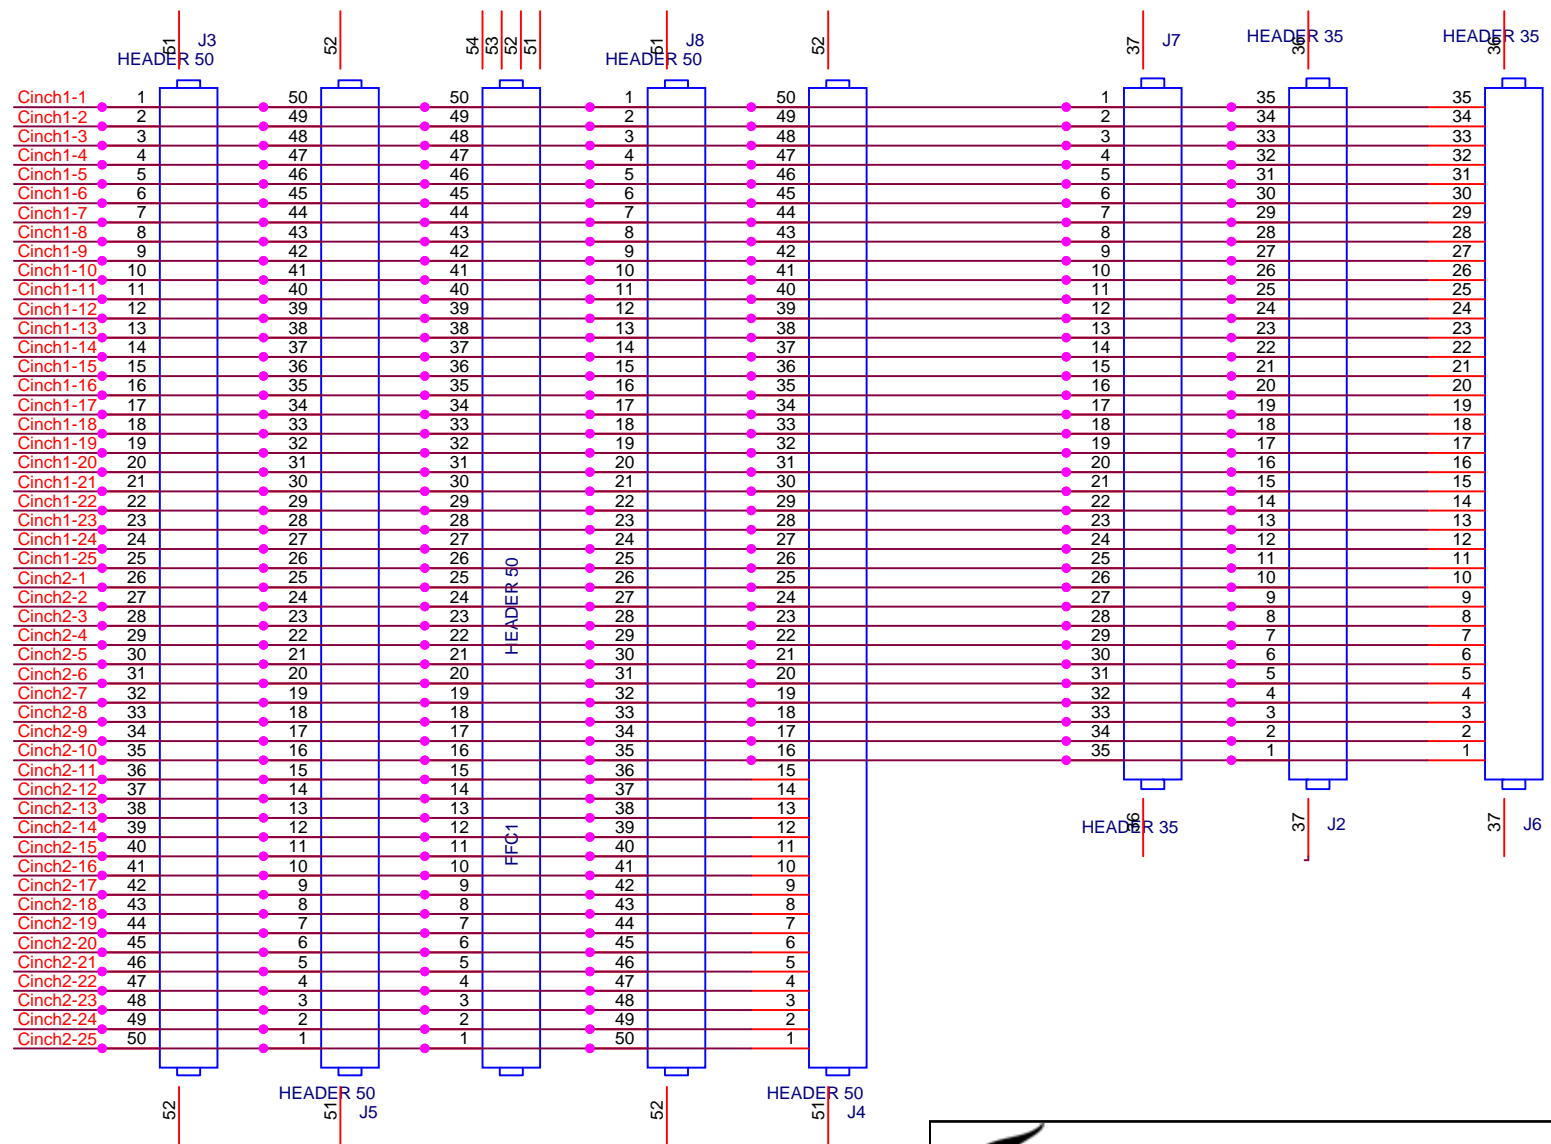 51 J3 52 54 53 52 51 51 J8 52 37 J7 36 36
HEADER 50 HEADER 50 HEADER 35 HEADER 35
Cinch1-1 1 50 50 1 50 1 35 35
Cinch1-2 2 49 49 2 49 2 34 34
Cinch1-3 3 48 48 3 48 3 33 33
Cinch1-4 4 47 47 4 47 4 32 32
Cinch1-5 5 46 46 5 46 5 31 31
Cinch1-6 6 45 45 6 45 6 30 30
Cinch1-7 7 44 44 7 44 7 29 29
Cinch1-8 8 43 43 8 43 8 28 28
Cinch1-9 9 42 42 9 42 9 27 27
Cinch1-10 10 41 41 10 41 10 26 26
Cinch1-11 11 40 40 11 40 11 25 25
Cinch1-12 12 39 39 12 39 12 24 24
Cinch1-13 13 38 38 13 38 13 23 23
Cinch1-14 14 37 37 14 37 14 22 22
Cinch1-15 15 36 36 15 36 15 21 21
Cinch1-16 16 35 35 16 35 16 20 20
Cinch1-17 17 34 34 17 34 17 19 19
Cinch1-18 18 33 33 18 33 18 18 18
Cinch1-19 19 32 32 19 32 19 17 17
Cinch1-20 20 31 31 20 31 20 16 16
Cinch1-21 21 30 30 21 30 21 15 15
Cinch1-22 22 29 29 22 29 22 14 14
Cinch1-23 23 28 28 23 28 23 13 13
Cinch1-24 24 27 27 24 27 24 12 12
Cinch1-25 25 26 26 25 26 25 11 11
Cinch2-1 26 25 25 26 25 26 10 10
Cinch2-2 27 24 24 27 24 27 9 9
Cinch2-3 28 23 23 28 23 28 8 8
Cinch2-4 29 22 22 29 22 29 7 7
Cinch2-5 30 21 21 30 21 30 6 6
Cinch2-6 31 20 20 31 20 31 5 5
Cinch2-7 32 19 19 32 19 32 4 4
Cinch2-8 33 18 18 33 18 33 3 3
Cinch2-9 34 17 17 34 17 34 2 2
Cinch2-10 35 16 16 35 16 35 1 1
Cinch2-11 36 15 15 36 15
Cinch2-12 37 14 14 37 14
Cinch2-13 38 13 13 38 13
Cinch2-14 39 12 12 39 12
Cinch2-15 40 11 11 40 11
Cinch2-16 41 10 10 41 10
Cinch2-17 42 9 9 42 9
Cinch2-18 43 8 8 43 8
Cinch2-19 44 7 7 44 7
Cinch2-20 45 6 6 45 6
Cinch2-21 46 5 5 46 5
Cinch2-22 47 4 4 47 4
Cinch2-23 48 3 3 48 3
Cinch2-24 49 2 2 49 2
Cinch2-25 50 1 1 50 1
HEADER 50
FFC1
HEADER 35 36 37 J2 37 J6
HEADER 50 HEADER 50
52 51 J5 52 51 J4